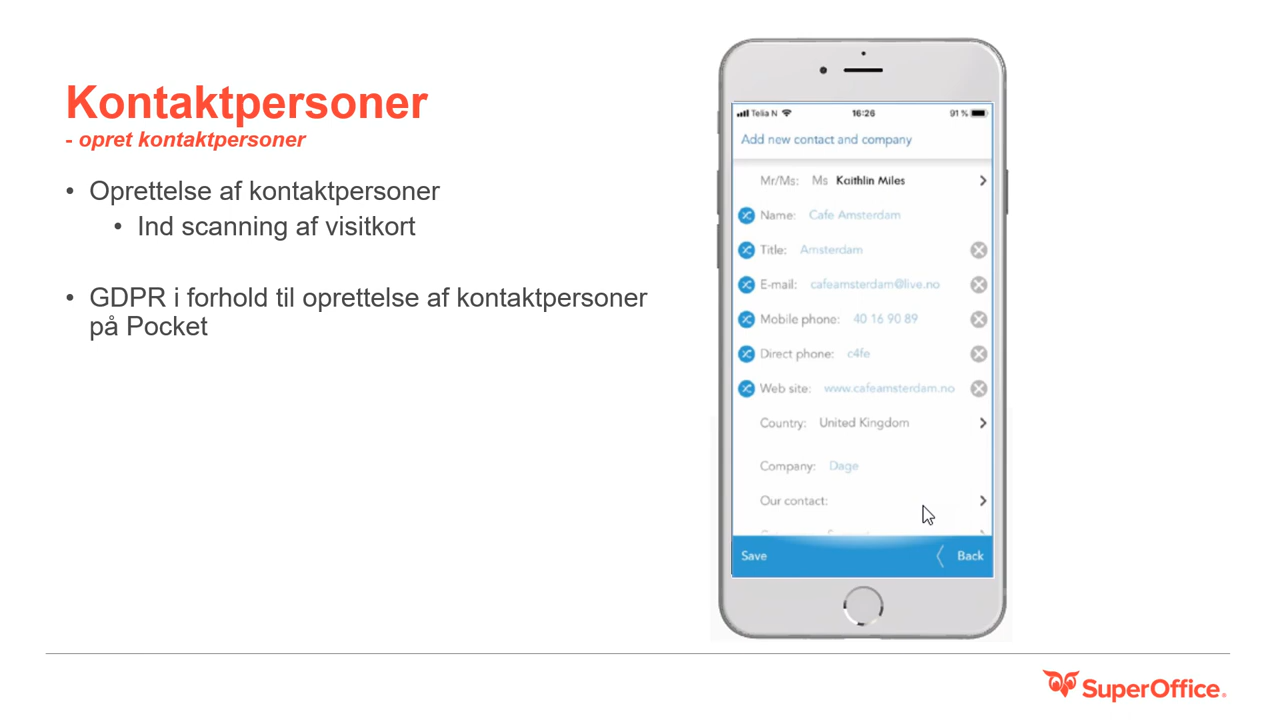 Kontaktpersoner
- opret kontaktpersoner
• Oprettelse af kontaktpersoner
• Ind scanning af visitkort
• GDPR i forhold til oprettelse af kontaktpersoner
på Pocket
Telia N 16:26 91 %
Add new contact and company
Mr/Ms: Ms Kaithlin Miles
Name: Cafe Amsterdam
Title: Amsterdam
E-mail: cafeamsterdam@live.no
Mobile phone: 40 16 90 89
Direct phone: c4fe
Web site: www.cafeamsterdam.no
Country: United Kingdom
Company: Dage
Our contact:
Save Back
SuperOffice.